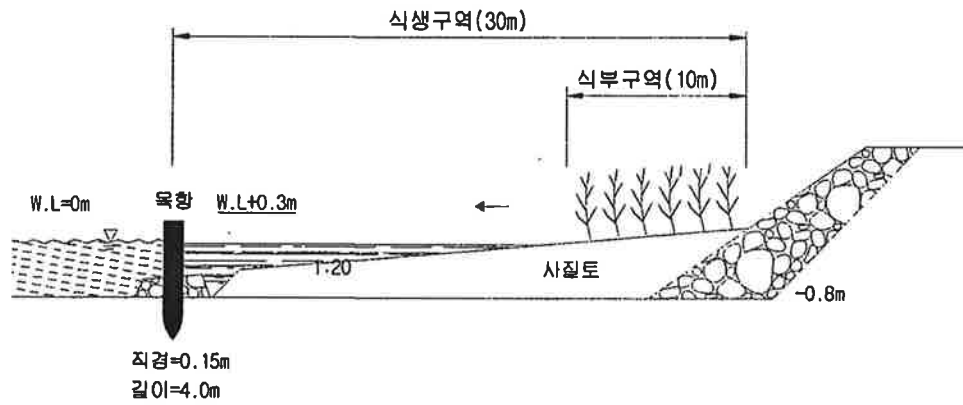 식생구역(30m)
식부구역(10m)
W.L=0m
목항
W.L+0.3m
1:20
사질토
-0.8m
직경=0.15m
길이=4.0m